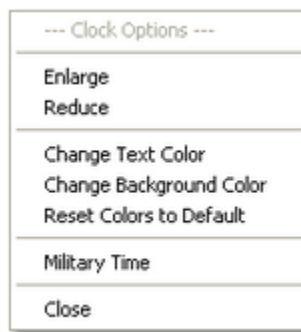 --- Clock Options ---
Enlarge
Reduce
Change Text Color
Change Background Color
Reset Colors to Default
Military Time
Close